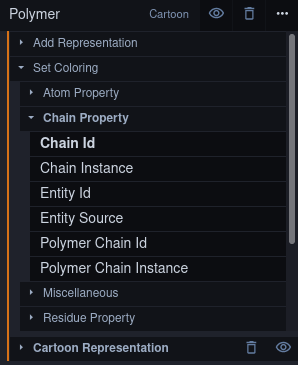 Polymer Cartoon
Add Representation
Set Coloring
Atom Property
Chain Property
Chain Id
Chain Instance
Entity Id
Entity Source
Polymer Chain Id
Polymer Chain Instance
Miscellaneous
Residue Property
Cartoon Representation